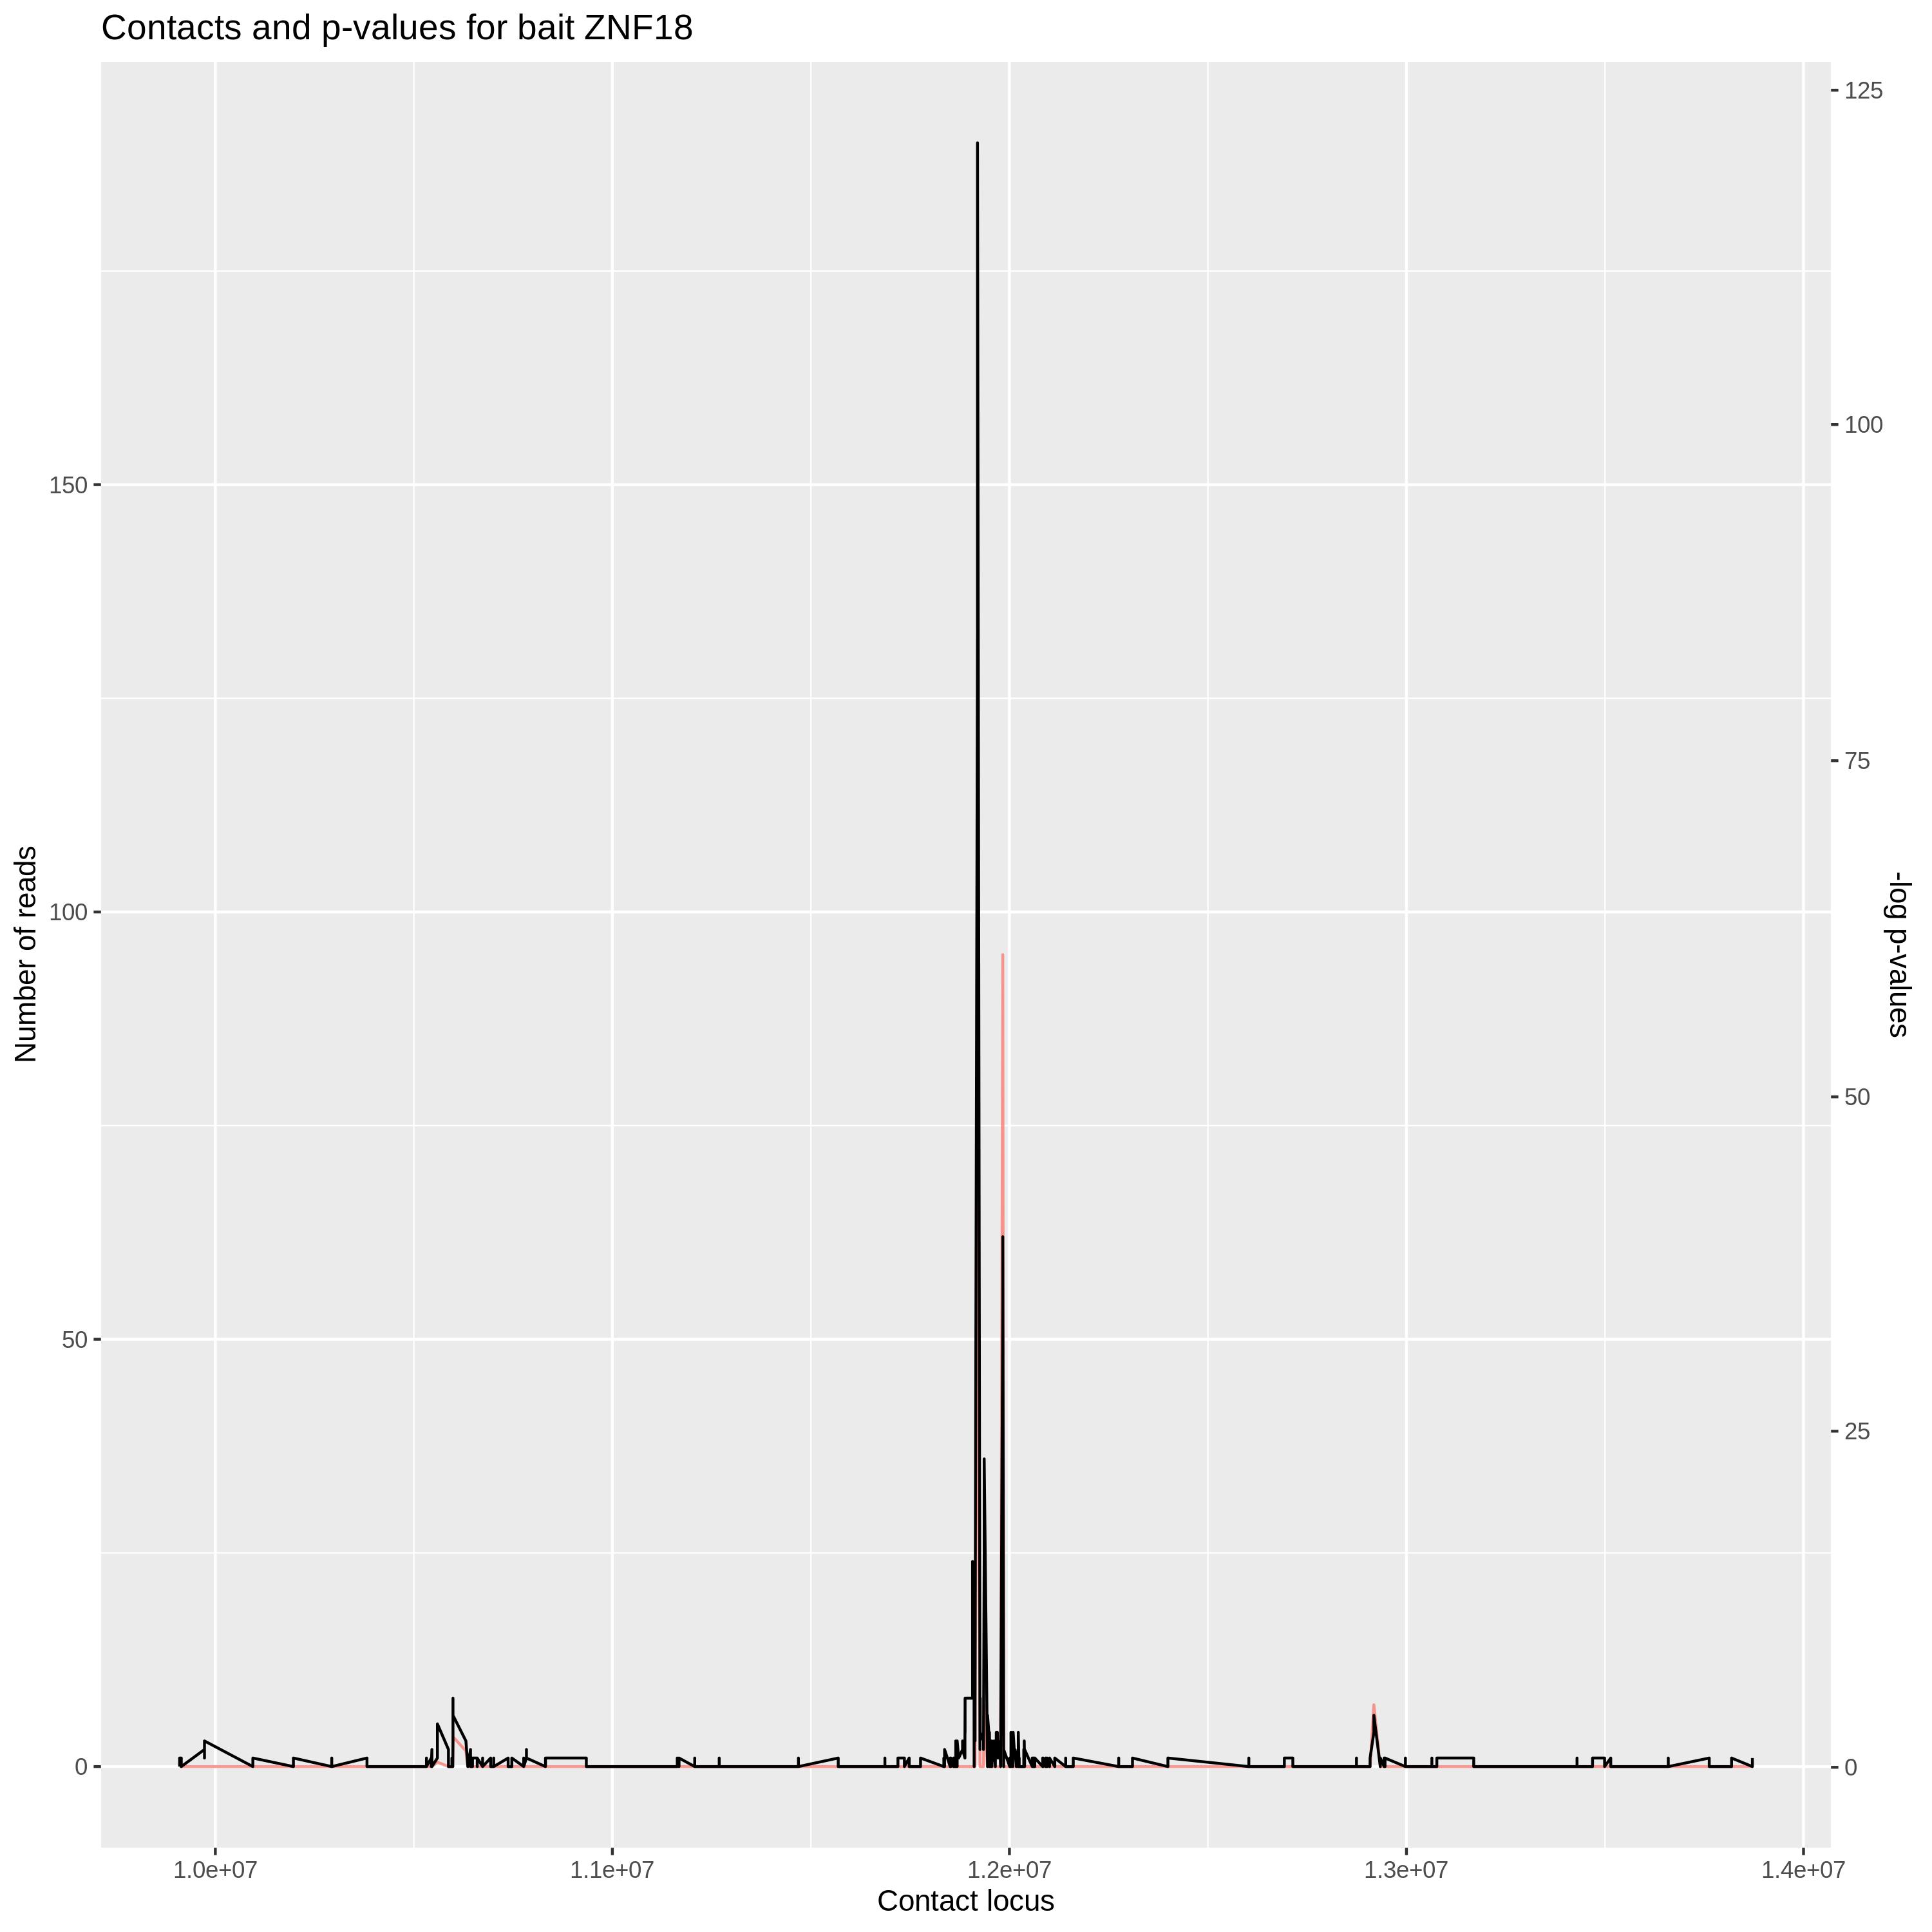 Contacts and p-values for bait ZNF18
125
100
75
50
25
0
150
100
50
0
Number of reads
-log p-values
1.0e+07
1.1e+07
1.2e+07
1.3e+07
1.4e+07
Contact locus